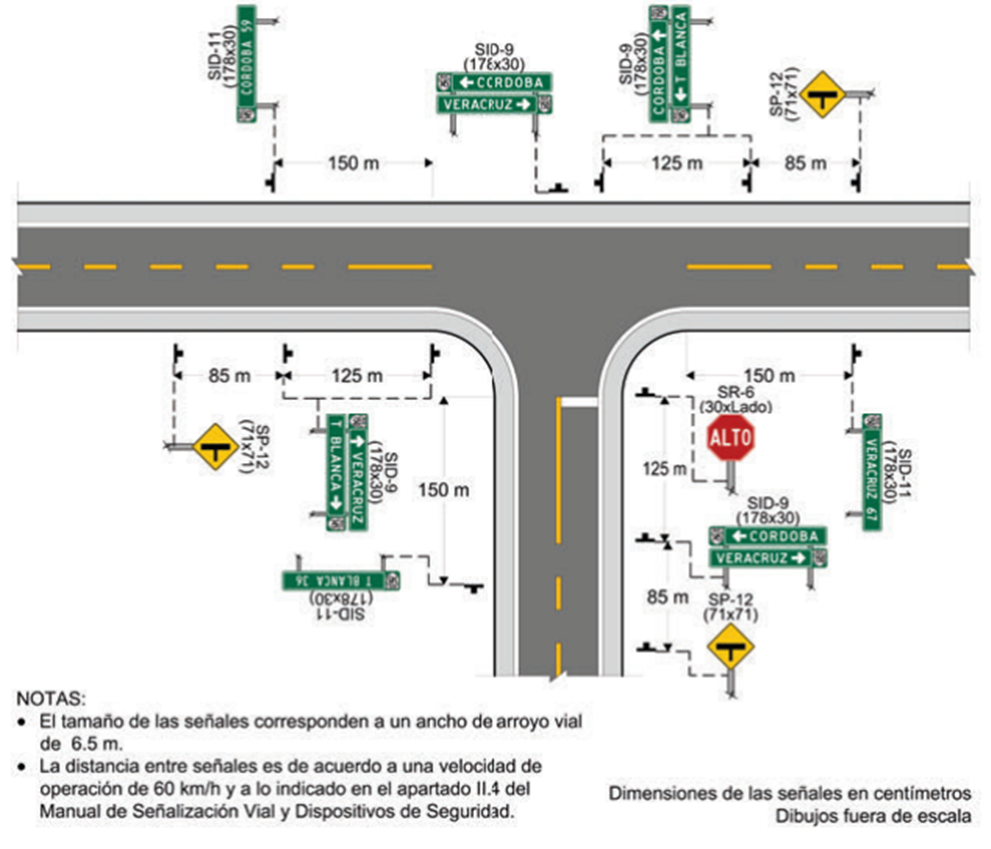 SID-11
(178x30)
CORDOBA 59
SID-9
(178x30)
CORDOBA
VERACRUZ
SID-9
(178x30)
CORDOBA
T BLANCA
SP-12
(71x71)
150 m
125 m
85 m
85 m
125 m
150 m
SP-12
(71x71)
T BLANCA
VERACRUZ
SID-9
(178x30)
150 m
T BLANCA 36
(178x30)
SID-11
SR-6
(30xLado)
ALTO
125 m
VERACRUZ 67
SID-11
(178x30)
SID-9
(178x30)
CORDOBA
VERACRUZ
85 m
SP-12
(71x71)
NOTAS:
• El tamaño de las señales corresponden a un ancho de arroyo vial
de 6.5 m.
• La distancia entre señales es de acuerdo a una velocidad de
operación de 60 km/h y a lo indicado en el apartado II.4 del
Manual de Señalización Vial y Dispositivos de Seguridad.
Dimensiones de las señales en centímetros
Dibujos fuera de escala